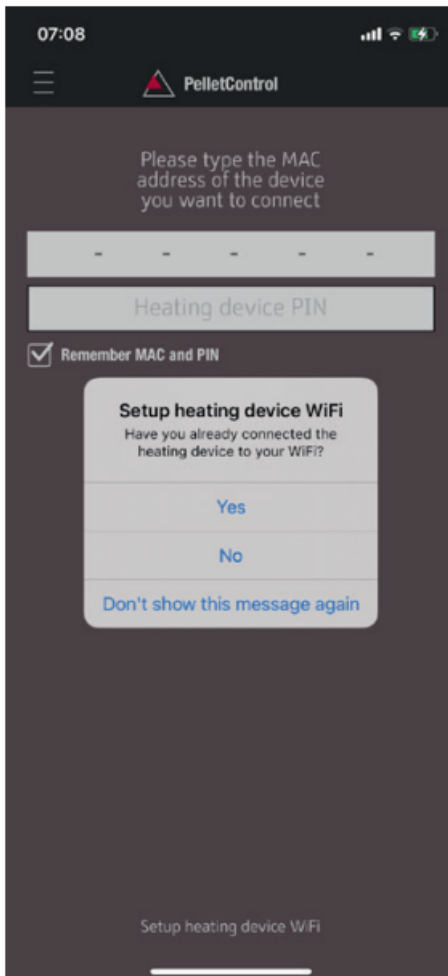 07:08
PelletControl
Please type the MAC
address of the device
you want to connect
- - - - -
Heating device PIN
Remember MAC and PIN
Setup heating device WiFi
Have you already connected the
heating device to your WiFi?
Yes
No
Don't show this message again
Setup heating device WiFi